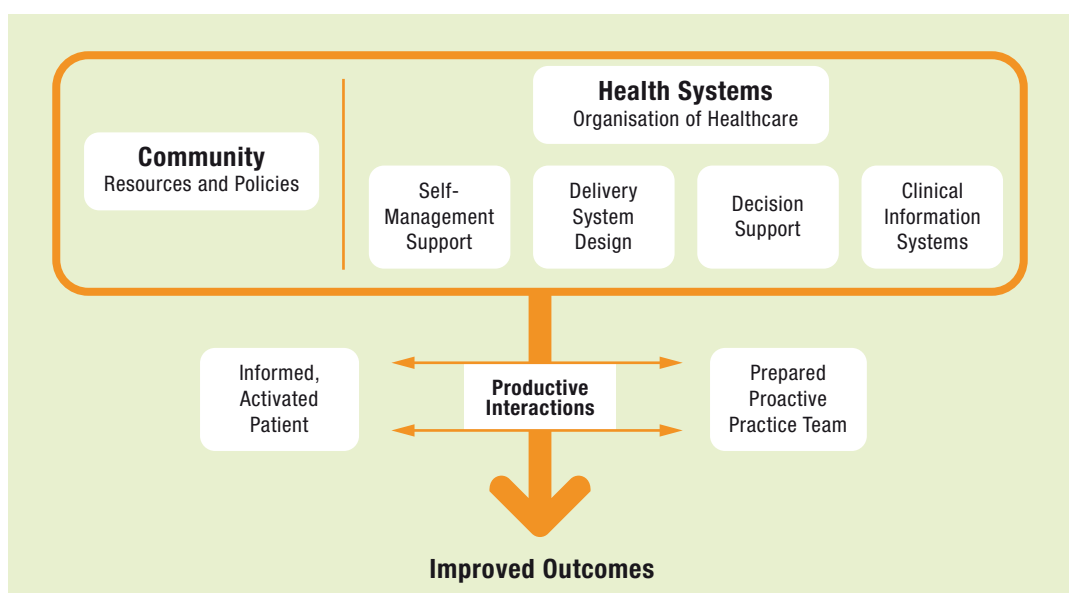 Health Systems
Organisation of Healthcare
Community
Resources and Policies
Self-
Management
Support
Delivery
System
Design
Decision
Support
Clinical
Information
Systems
Informed,
Activated
Patient
Productive
Interactions
Prepared
Proactive
Practice Team
Improved Outcomes